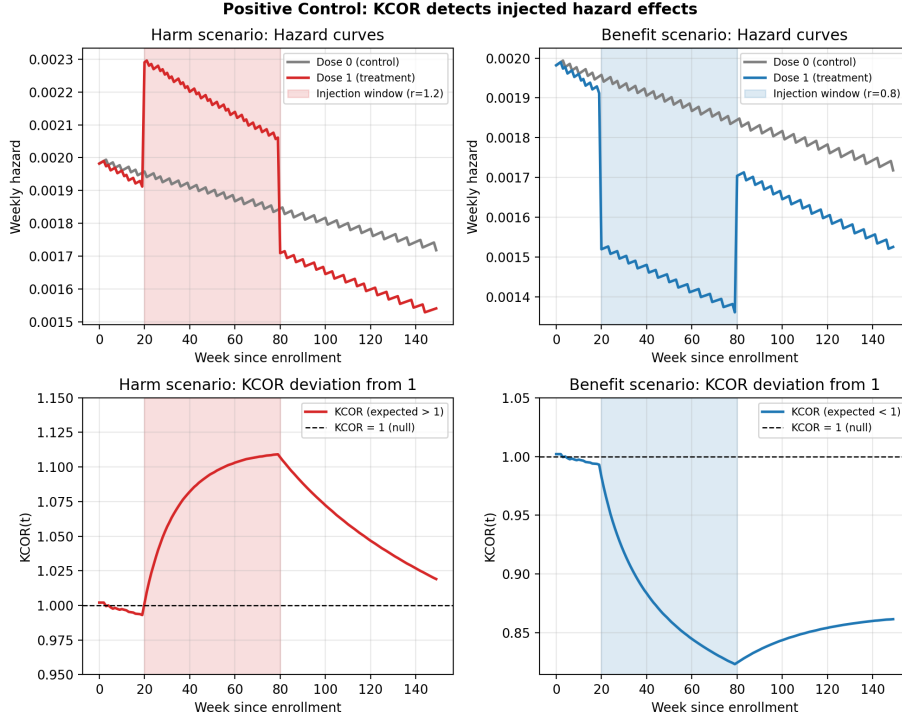 Positive Control: KCOR detects injected hazard effects
Harm scenario: Hazard curves
0.0023
0.0022
0.0021
0.0020
0.0019
0.0018
0.0017
0.0016
0.0015
Weekly hazard
Dose 0 (control)
Dose 1 (treatment)
Injection window (r=1.2)
0 20 40 60 80 100 120 140
Week since enrollment
Benefit scenario: Hazard curves
0.0020
0.0019
0.0018
0.0017
0.0016
0.0015
0.0014
Weekly hazard
Dose 0 (control)
Dose 1 (treatment)
Injection window (r=0.8)
0 20 40 60 80 100 120 140
Week since enrollment
Harm scenario: KCOR deviation from 1
1.150
1.125
1.100
1.075
1.050
1.025
1.000
0.975
0.950
KCOR(t)
KCOR (expected > 1)
KCOR = 1 (null)
0 20 40 60 80 100 120 140
Week since enrollment
Benefit scenario: KCOR deviation from 1
1.05
1.00
0.95
0.90
0.85
KCOR(t)
KCOR (expected < 1)
KCOR = 1 (null)
0 20 40 60 80 100 120 140
Week since enrollment